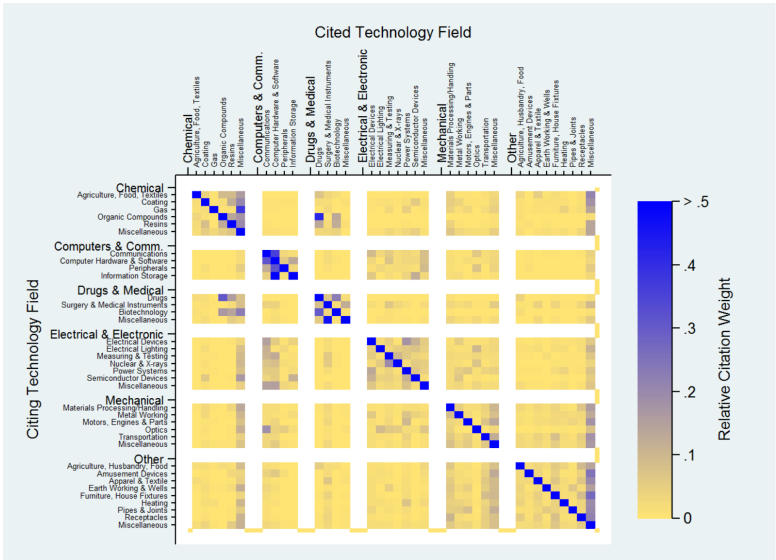 Cited Technology Field
Chemical
Agriculture, Food, Textiles
Coating
Gas
Organic Compounds
Resins
Miscellaneous
Computers & Comm.
Communications
Computer Hardware & Software
Peripherals
Information Storage
Drugs & Medical
Drugs
Surgery & Medical Instruments
Biotechnology
Miscellaneous
Electrical & Electronic
Electrical Devices
Electrical Lighting
Measuring & Testing
Nuclear & X-rays
Power Systems
Semiconductor Devices
Miscellaneous
Mechanical
Materials Processing/Handling
Metal Working
Motors, Engines & Parts
Optics
Transportation
Miscellaneous
Other
Agriculture, Husbandry, Food
Amusement Devices
Apparel & Textile
Earth Working & Wells
Furniture, House Fixtures
Heating
Pipes & Joints
Receptacles
Miscellaneous
Citing Technology Field
Chemical
Agriculture, Food, Textiles
Coating
Gas
Organic Compounds
Resins
Miscellaneous
Computers & Comm.
Communications
Computer Hardware & Software
Peripherals
Information Storage
Drugs & Medical
Drugs
Surgery & Medical Instruments
Biotechnology
Miscellaneous
Electrical & Electronic
Electrical Devices
Electrical Lighting
Measuring & Testing
Nuclear & X-rays
Power Systems
Semiconductor Devices
Miscellaneous
Mechanical
Materials Processing/Handling
Metal Working
Motors, Engines & Parts
Optics
Transportation
Miscellaneous
Other
Agriculture, Husbandry, Food
Amusement Devices
Apparel & Textile
Earth Working & Wells
Furniture, House Fixtures
Heating
Pipes & Joints
Receptacles
Miscellaneous
> .5
.4
.3
.2
.1
0
Relative Citation Weight